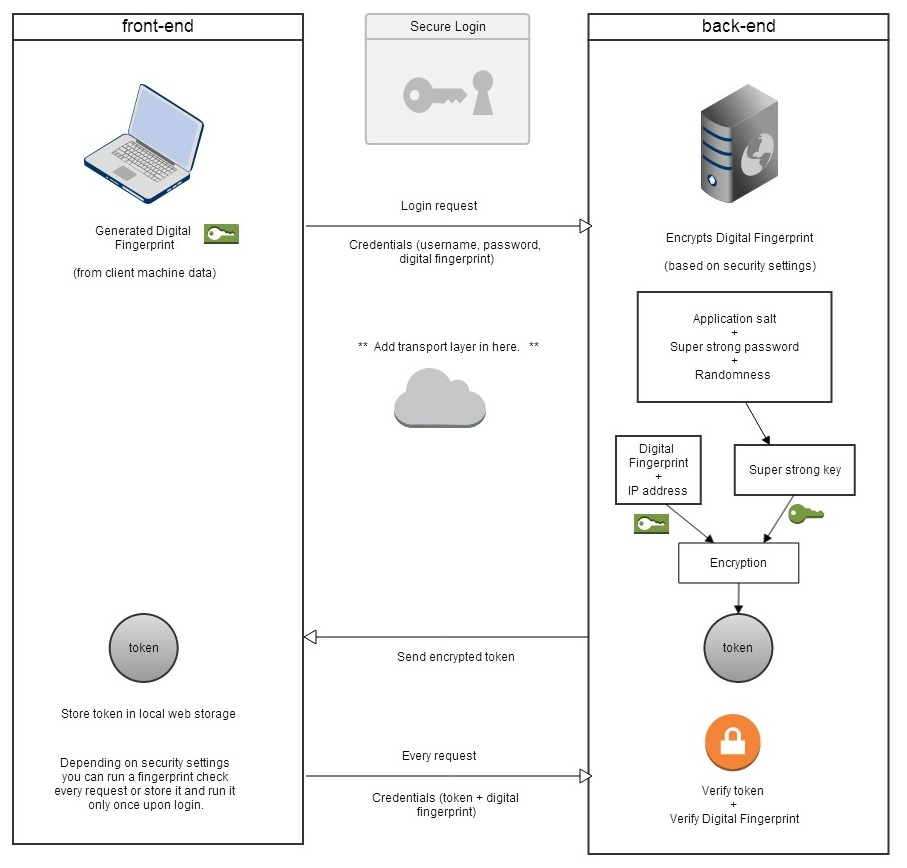 front-end
Secure Login
back-end
Login request
Generated Digital
Fingerprint
(from client machine data)
Credentials (username, password,
digital fingerprint)
Encrypts Digital Fingerprint
(based on security settings)
Application salt
+
Super strong password
+
Randomness
** Add transport layer in here. **
Digital
Fingerprint
+
IP address
Super strong key
Encryption
token
token
Send encrypted token
Store token in local web storage
Depending on security settings
you can run a fingerprint check
every request or store it and run it
only once upon login.
Every request
Credentials (token + digital
fingerprint)
Verify token
+
Verify Digital Fingerprint